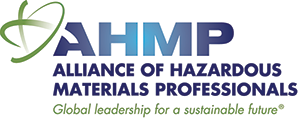 AHMP
ALLIANCE OF HAZARDOUS
MATERIALS PROFESSIONALS
Global leadership for a sustainable future®